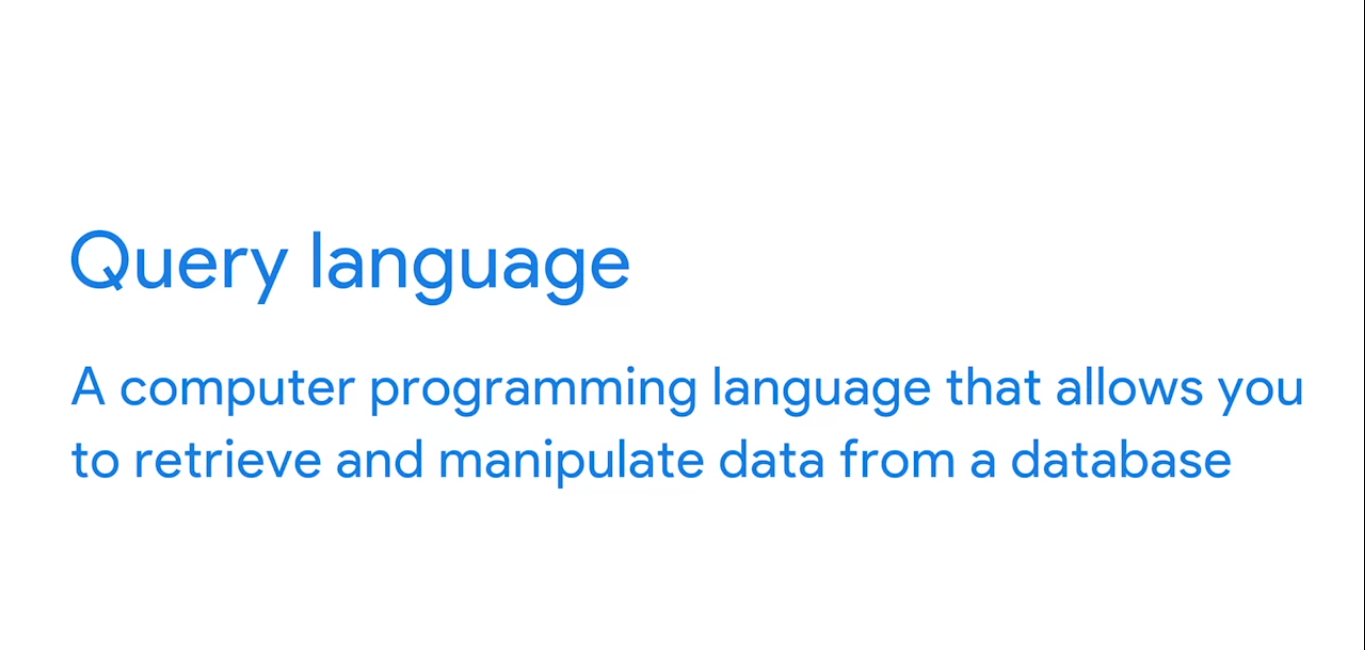 Query language
A computer programming language that allows you
to retrieve and manipulate data from a database